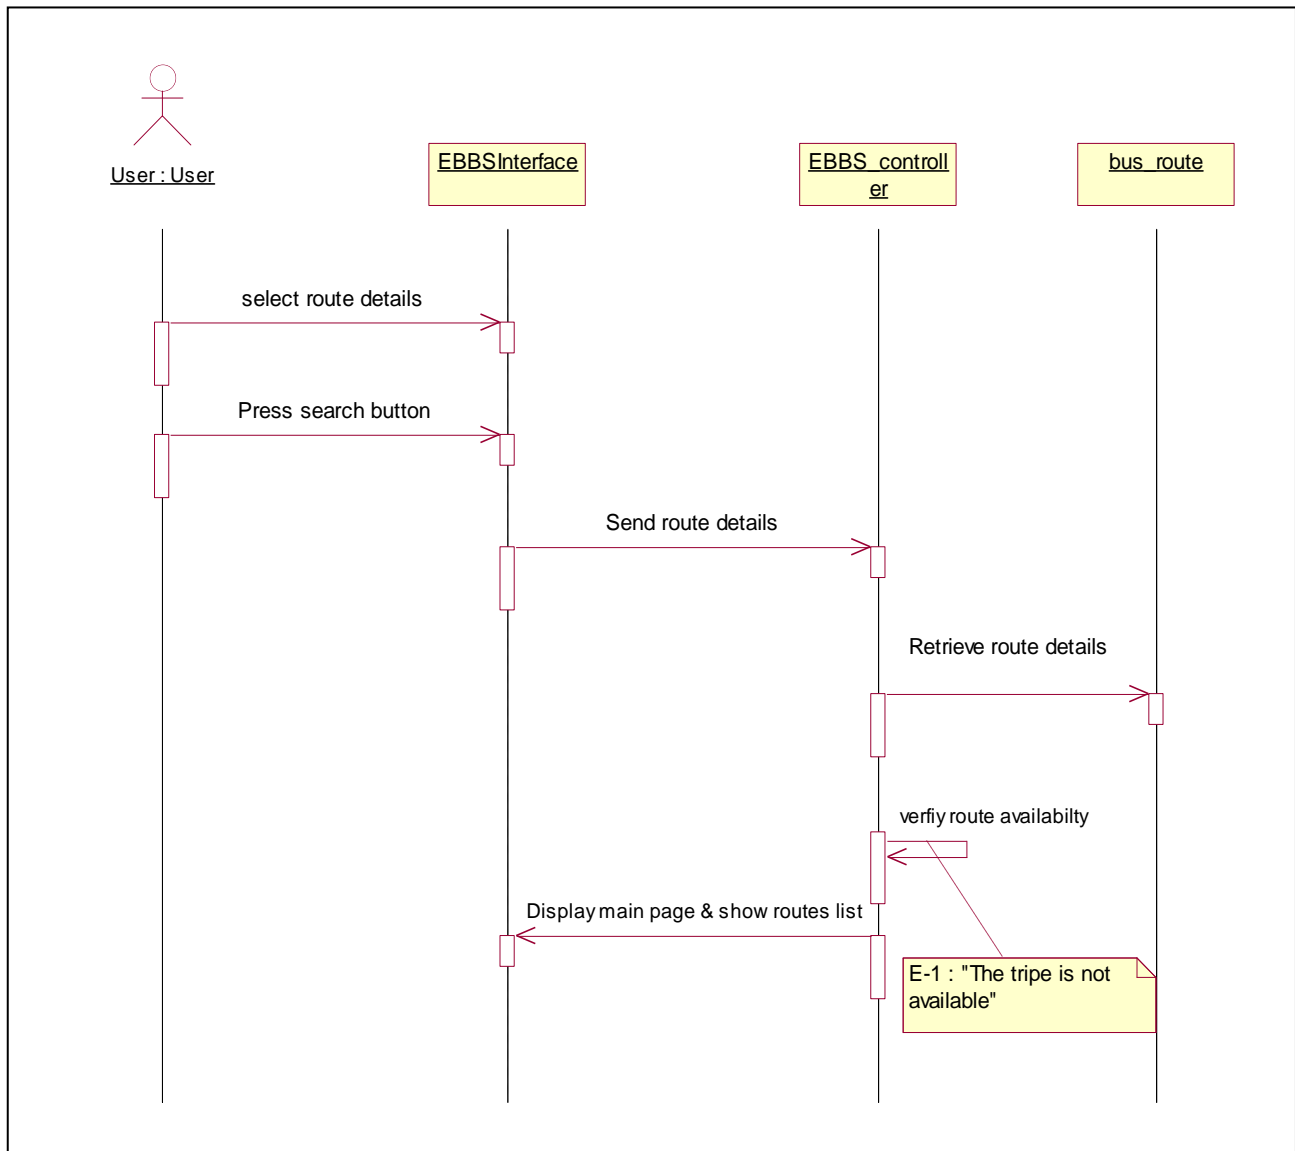 User : User
EBBSInterface
EBBS_controll
er
bus_route
select route details
Press search button
Send route details
Retrieve route details
verfiy route availabilty
Display main page & show routes list
E-1 : "The tripe is not
available"